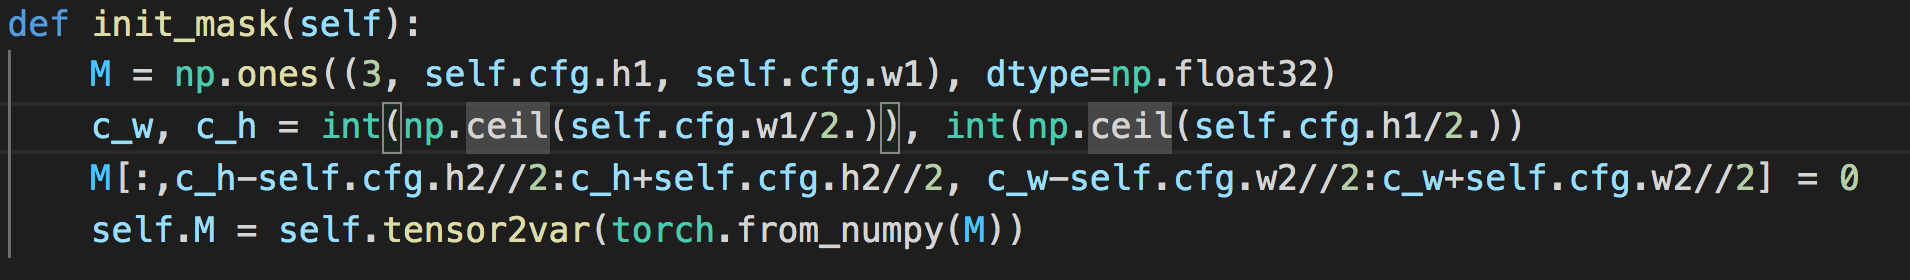 def init_mask(self):
M = np.ones((3, self.cfg.h1, self.cfg.w1), dtype=np.float32)
c_w, c_h = int(np.ceil(self.cfg.w1/2.)), int(np.ceil(self.cfg.h1/2.))
M[:,c_h-self.cfg.h2//2:c_h+self.cfg.h2//2, c_w-self.cfg.w2//2:c_w+self.cfg.w2//2] = 0
self.M = self.tensor2var(torch.from_numpy(M))